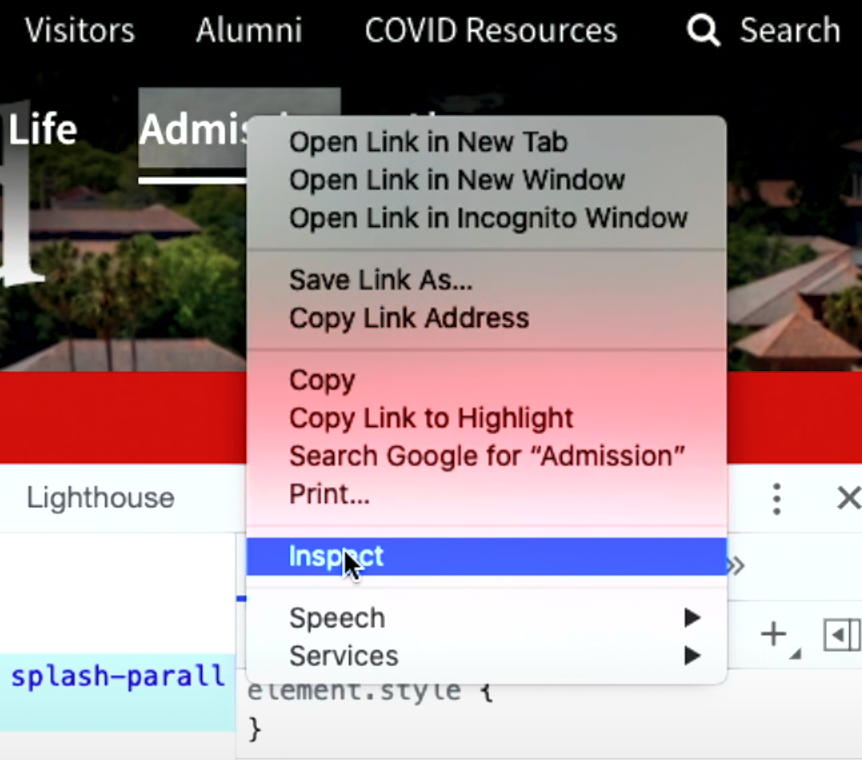 Visitors Alumni COVID Resources Search
Life
Open Link in New Tab
Open Link in New Window
Open Link in Incognito Window
Save Link As...
Copy Link Address
Copy
Copy Link to Highlight
Search Google for “Admission”
Print...
Lighthouse
Inspect
Speech
Services
splash-parall
element.style {
}